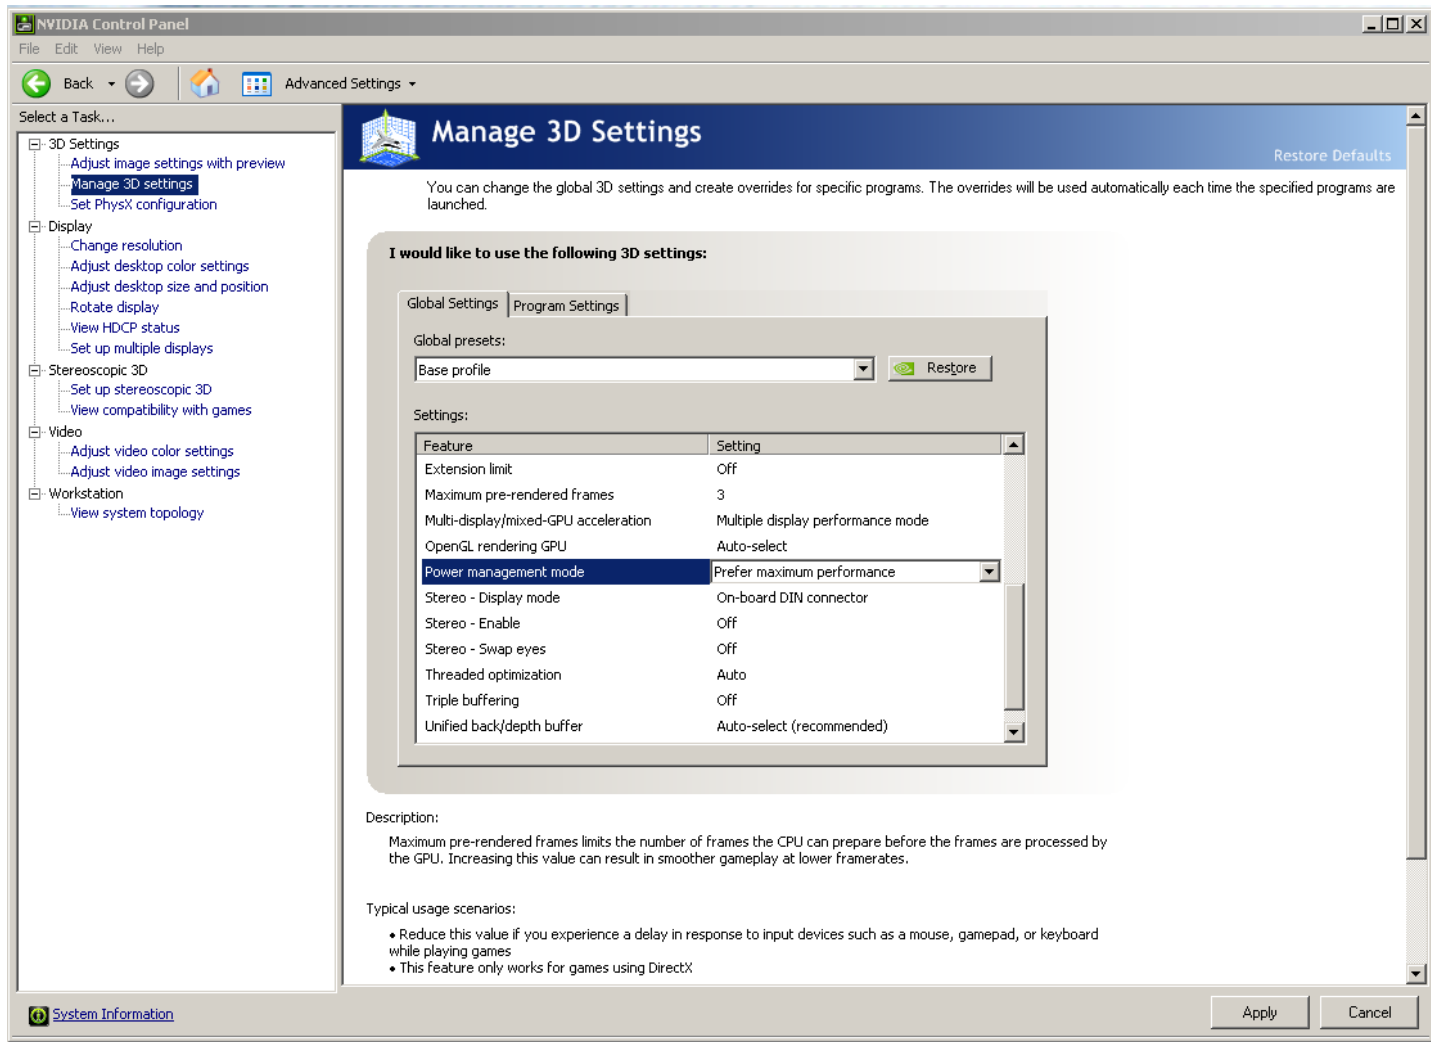 NVIDIA Control Panel
File Edit View Help
Back
Advanced Settings
Select a Task...
3D Settings
Adjust image settings with preview
Manage 3D settings
Set PhysX configuration
Display
Change resolution
Adjust desktop color settings
Adjust desktop size and position
Rotate display
View HDCP status
Set up multiple displays
Stereoscopic 3D
Set up stereoscopic 3D
View compatibility with games
Video
Adjust video color settings
Adjust video image settings
Workstation
View system topology
System Information
Manage 3D Settings
Restore Defaults
You can change the global 3D settings and create overrides for specific programs. The overrides will be used automatically each time the specified programs are
launched.
I would like to use the following 3D settings:
Global Settings Program Settings
Global presets:
Base profile Restore
Settings:
Feature Setting
Extension limit Off
Maximum pre-rendered frames 3
Multi-display/mixed-GPU acceleration Multiple display performance mode
OpenGL rendering GPU Auto-select
Power management mode Prefer maximum performance
Stereo - Display mode On-board DIN connector
Stereo - Enable Off
Stereo - Swap eyes Off
Threaded optimization Auto
Triple buffering Off
Unified back/depth buffer Auto-select (recommended)
Description:
Maximum pre-rendered frames limits the number of frames the CPU can prepare before the frames are processed by
the GPU. Increasing this value can result in smoother gameplay at lower framerates.
Typical usage scenarios:
• Reduce this value if you experience a delay in response to input devices such as a mouse, gamepad, or keyboard
while playing games
• This feature only works for games using DirectX
Apply Cancel